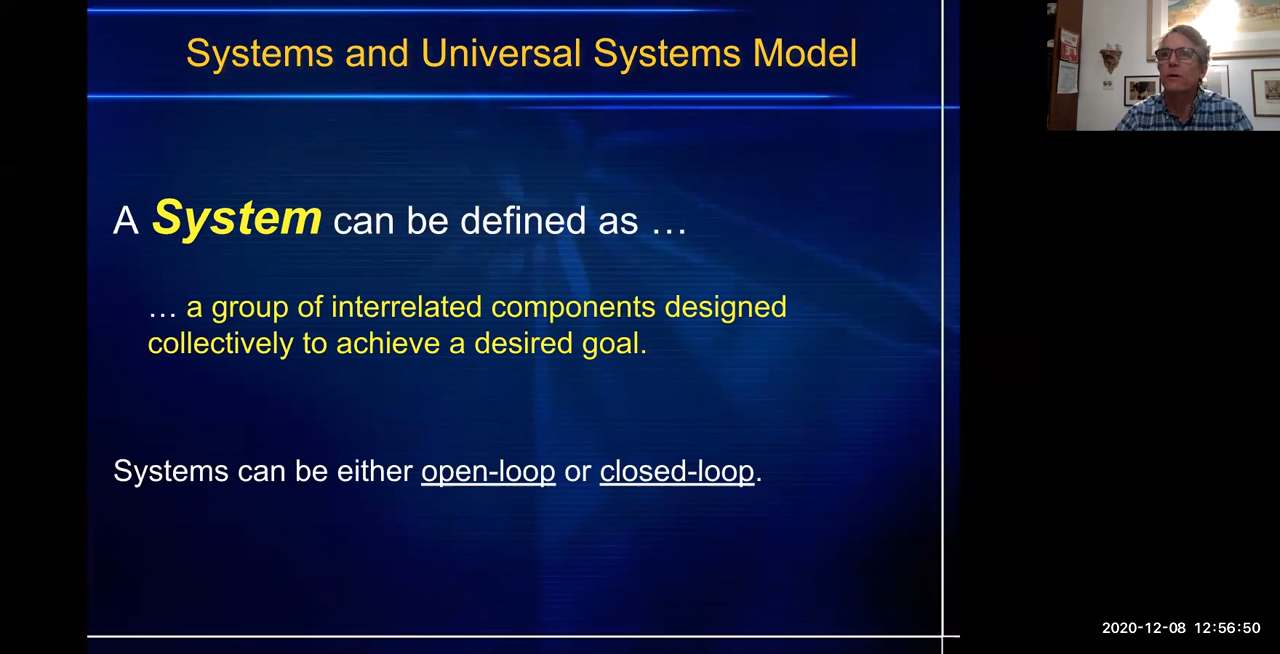 Systems and Universal Systems Model
A System can be defined as …
… a group of interrelated components designed
collectively to achieve a desired goal.
Systems can be either open-loop or closed-loop.
2020-12-08 12:56:50